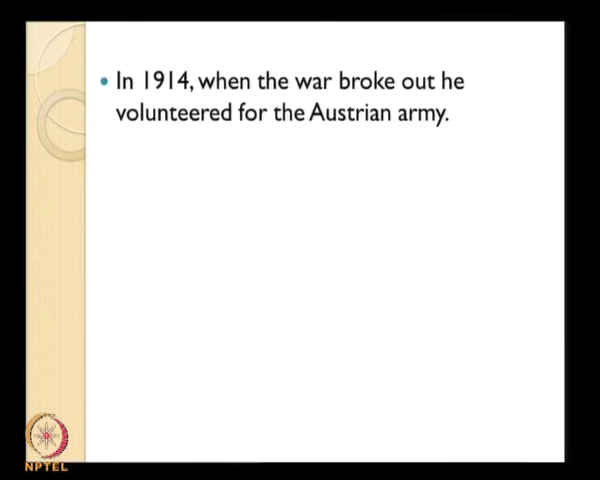 In 1914, when the war broke out he
volunteered for the Austrian army.
NPTEL